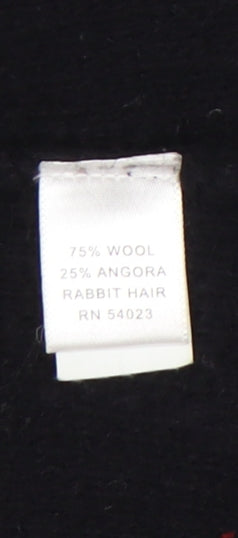 75% WOOL
25% ANGORA
RABBIT HAIR
RN 54023